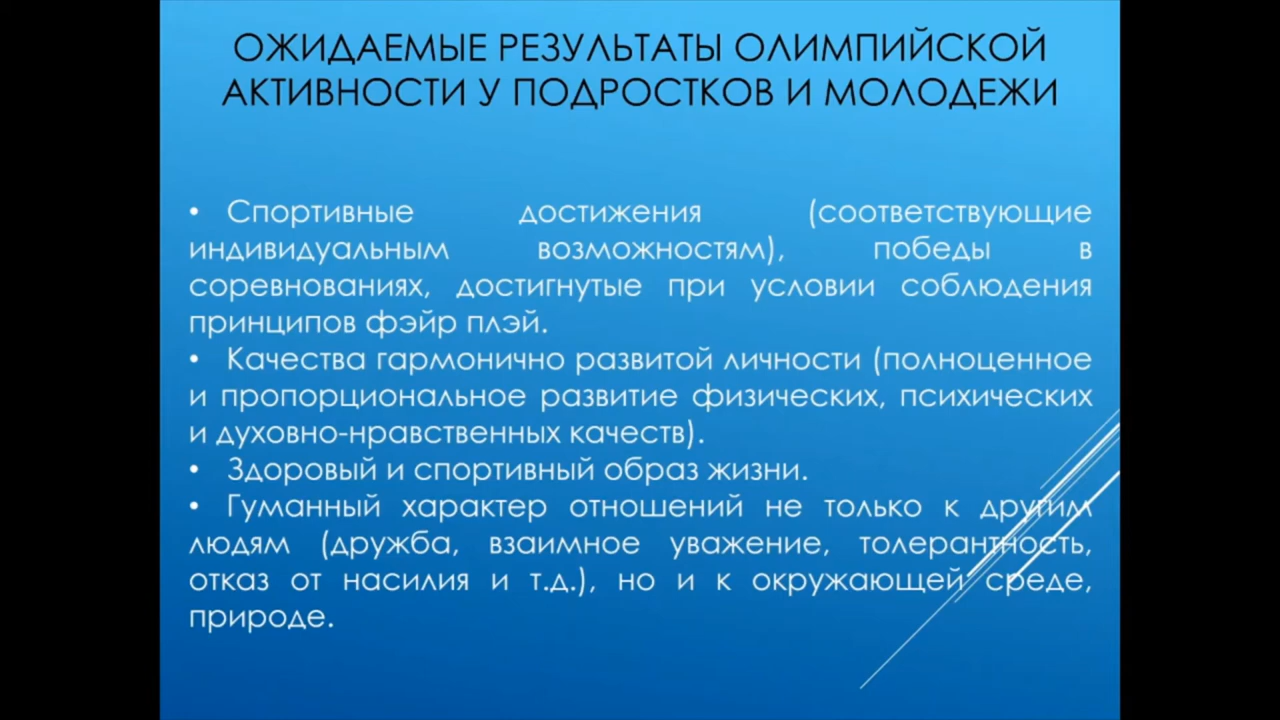 ОЖИДАЕМЫЕ РЕЗУЛЬТАТЫ ОЛИМПИЙСКОЙ
АКТИВНОСТИ У ПОДРОСТКОВ И МОЛОДЕЖИ
• Спортивные достижения (соответствующие
индивидуальным возможностям), победы в
соревнованиях, достигнутые при условии соблюдения
принципов фэйр плэй.
• Качества гармонично развитой личности (полноценное
и пропорциональное развитие физических, психических
и духовно-нравственных качеств).
• Здоровый и спортивный образ жизни.
• Гуманный характер отношений не только к другим
людям (дружба, взаимное уважение, толерантность,
отказ от насилия и т.д.), но и к окружающей среде,
природе.